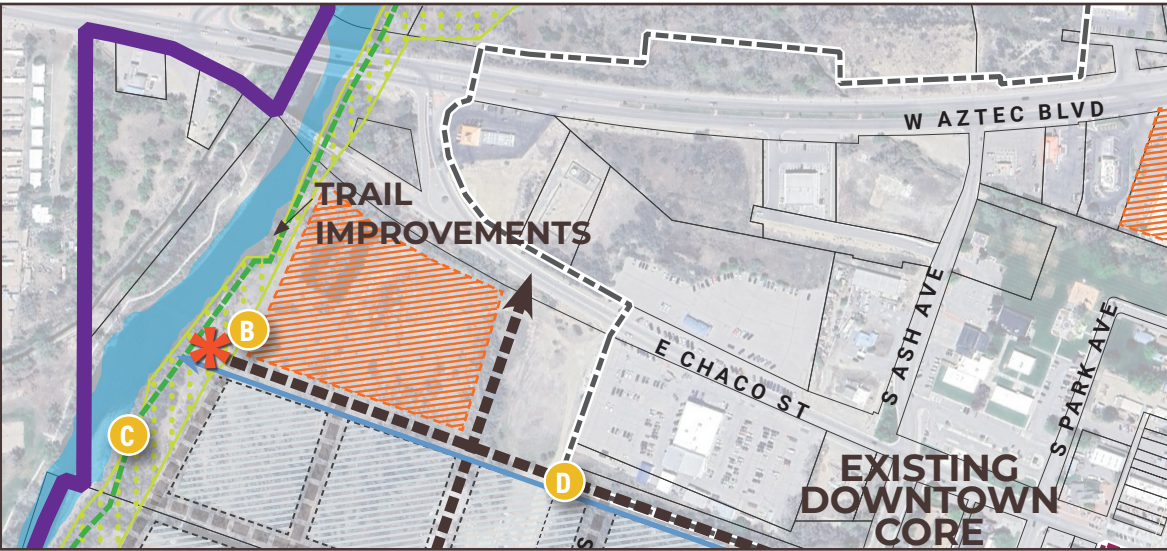 W AZTEC BLVD
TRAIL
IMPROVEMENTS
B
E CHACO ST
S ASH AVE
S PARK AVE
C
D
EXISTING
DOWNTOWN
CORE
S